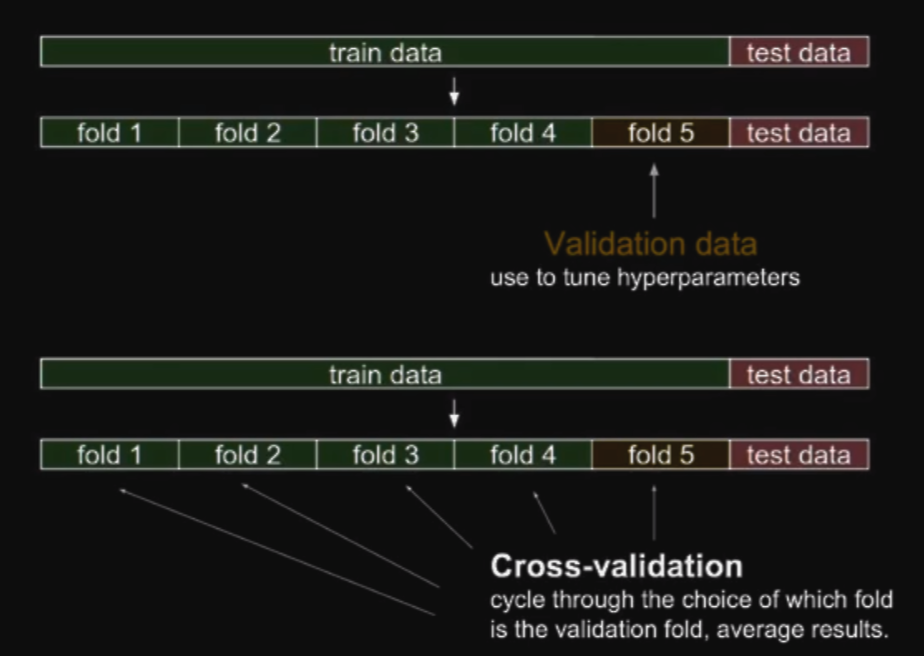 train data test data
fold 1 fold 2 fold 3 fold 4 fold 5 test data
Validation data
use to tune hyperparameters
train data test data
fold 1 fold 2 fold 3 fold 4 fold 5 test data
Cross-validation
cycle through the choice of which fold
is the validation fold, average results.